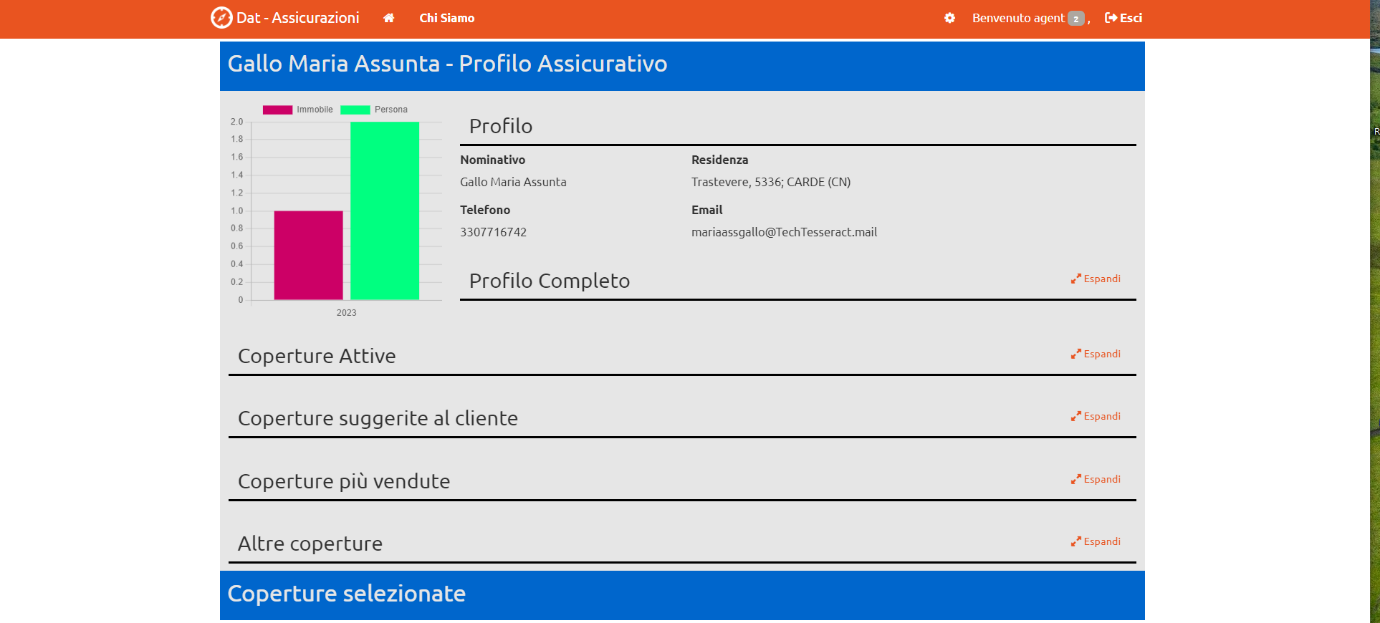 Dat - Assicurazioni Chi Siamo Benvenuto agent 2 , Esci
Gallo Maria Assunta - Profilo Assicurativo
Immobile Persona
2.0
1.8
1.6
1.4
1.2
1.0
0.8
0.6
0.4
0.2
0
2023
Profilo
Nominativo Residenza
Gallo Maria Assunta Trastevere, 5336; CARDE (CN)
Telefono Email
3307716742 mariaassgallo@TechTesseract.mail
Profilo Completo Espandi
Coperture Attive Espandi
Coperture suggerite al cliente Espandi
Coperture più vendute Espandi
Altre coperture Espandi
Coperture selezionate
R